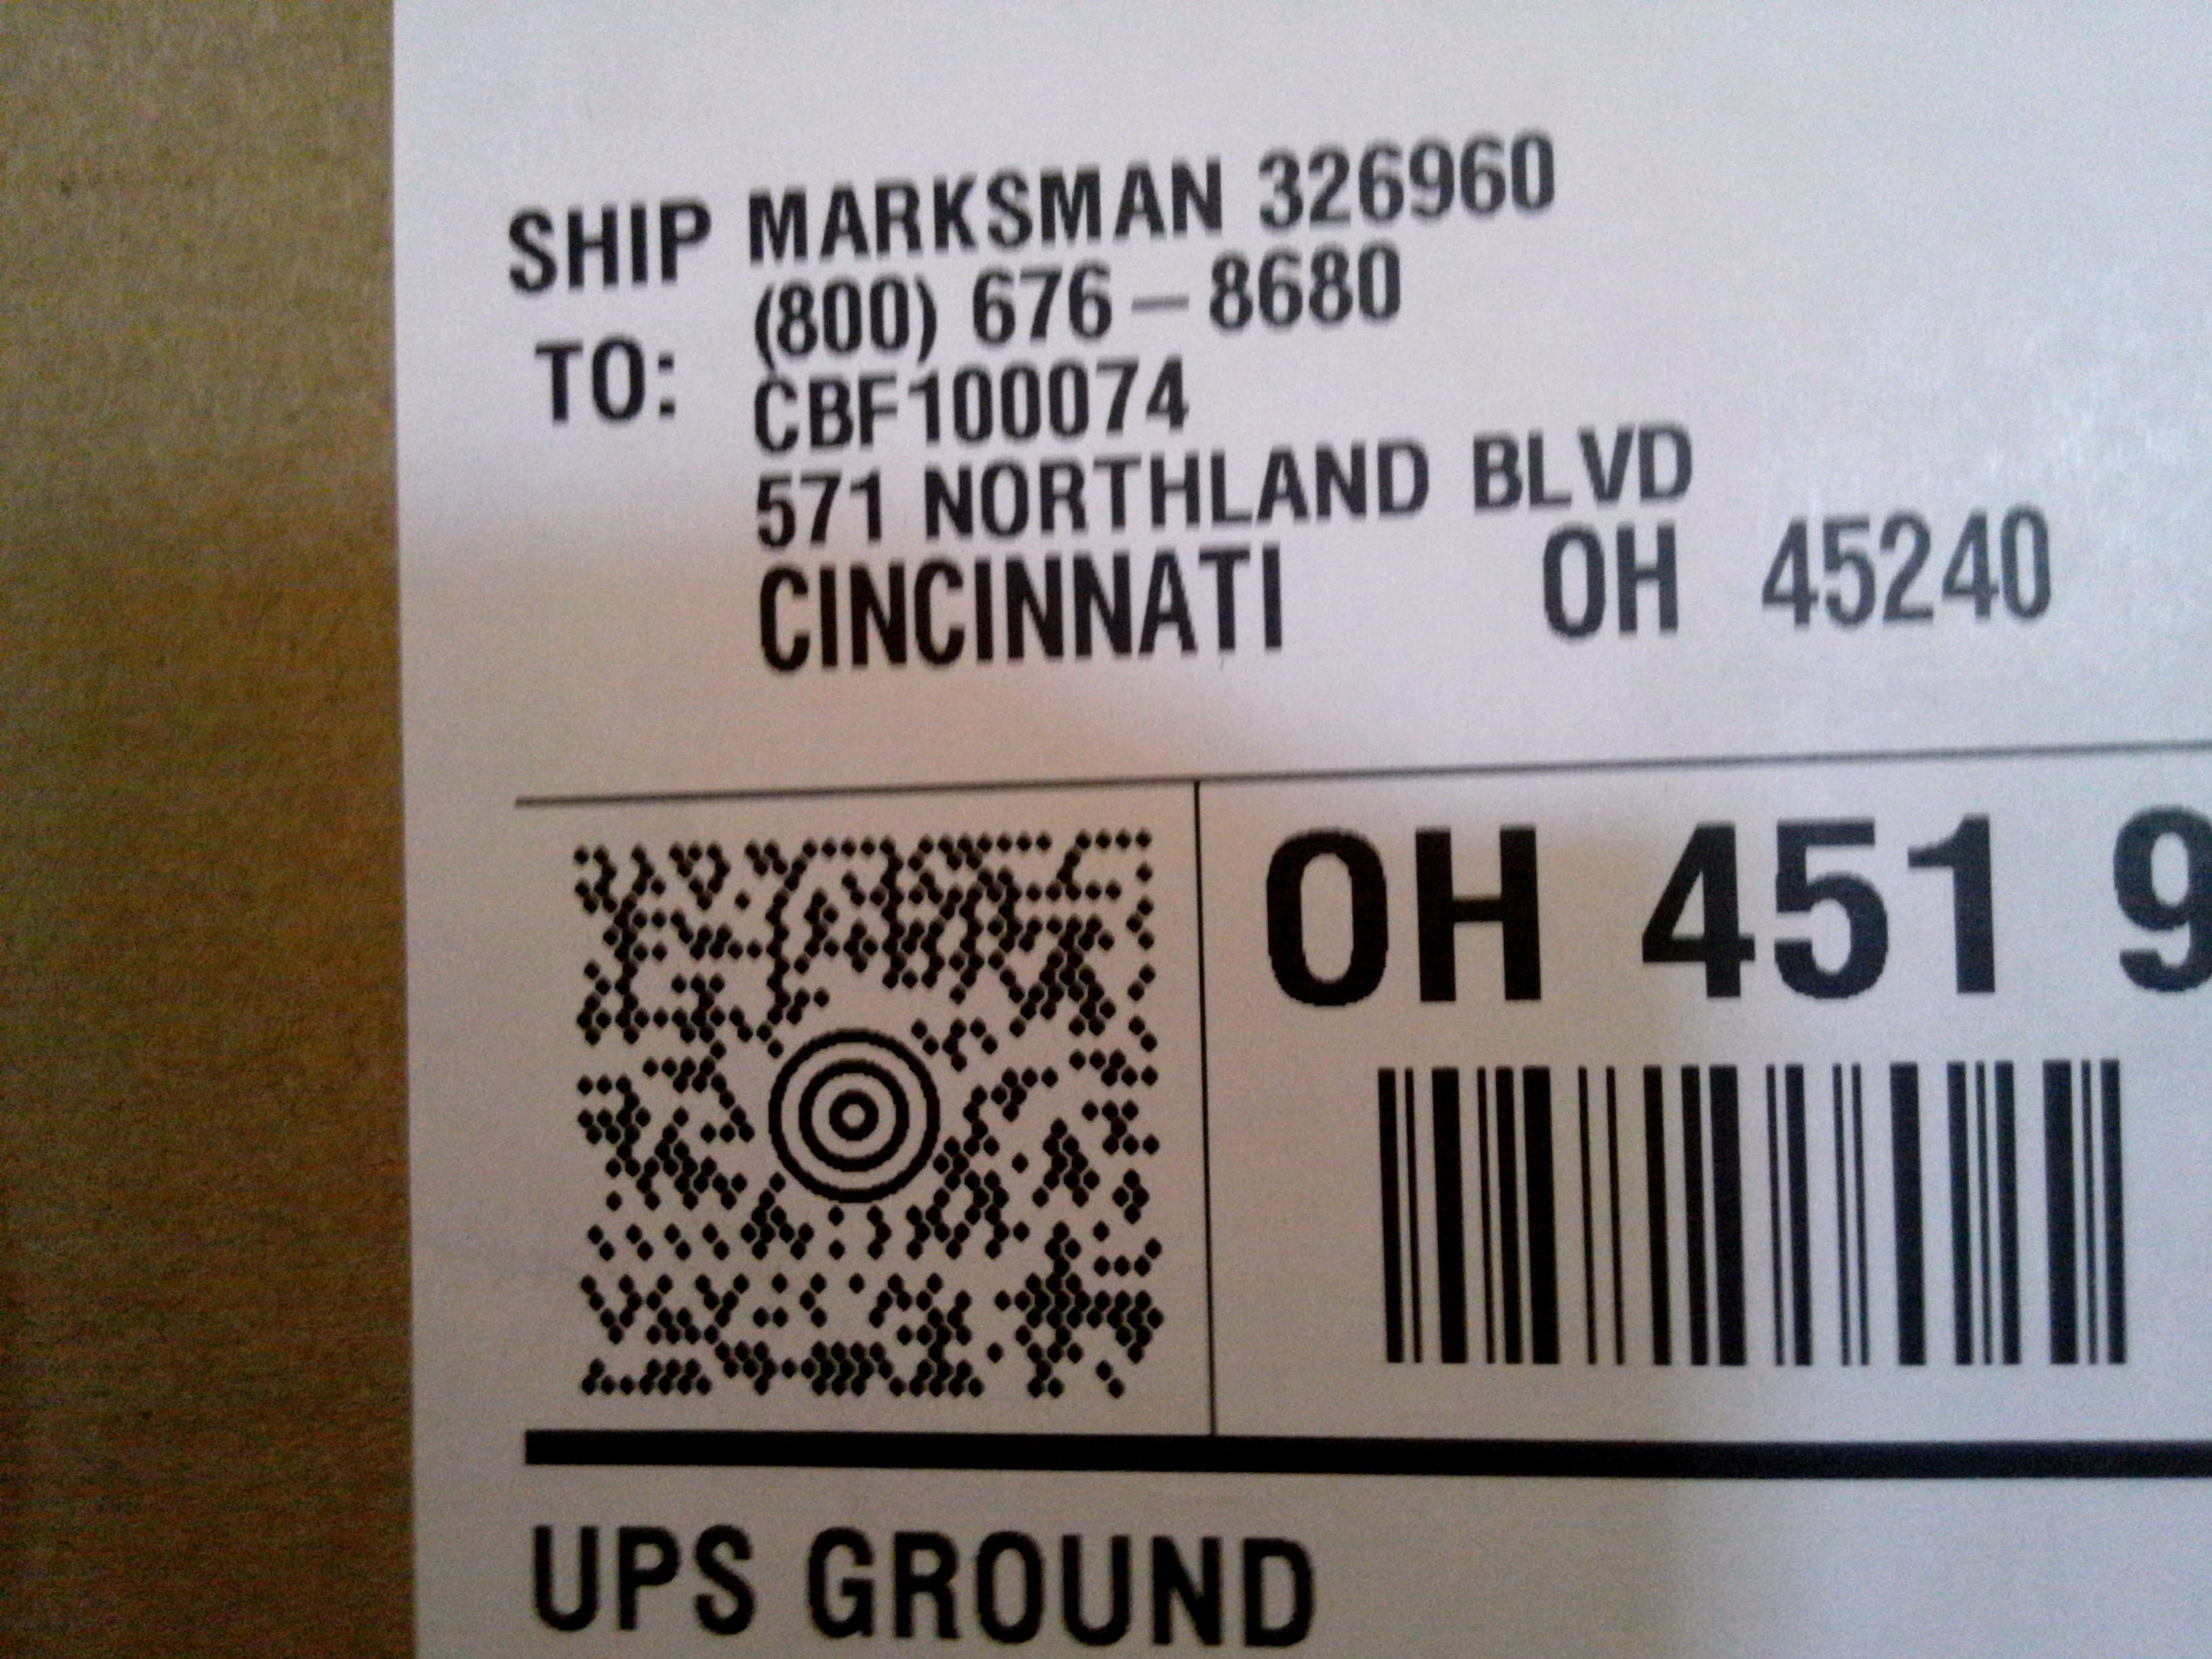 SHIP MARKSMAN 326960
(800) 676-8680
TO: CBF100074
571 NORTHLAND BLVD
CINCINNATI OH 45240
OH 451 9
UPS GROUND